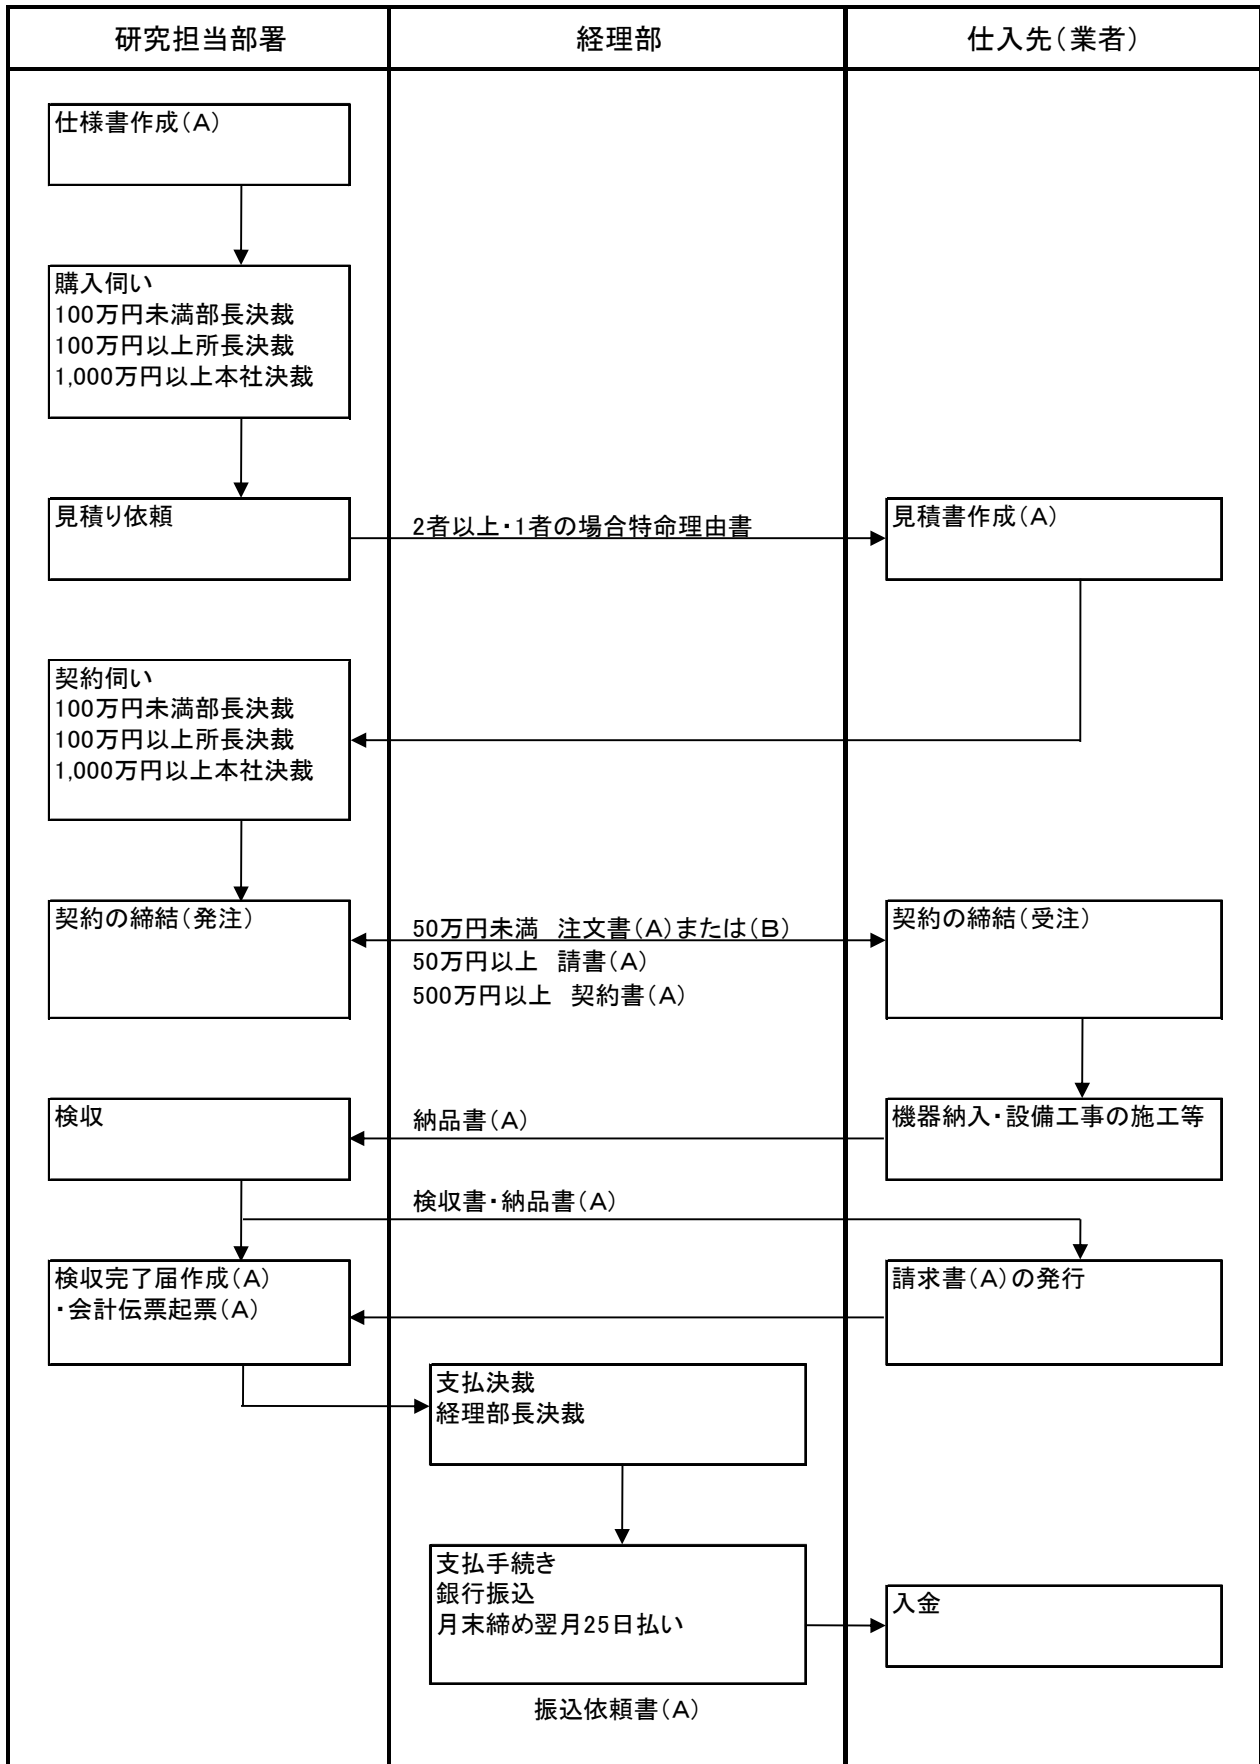 研究担当部署
経理部
仕入先(業者)
仕様書作成(A)
購入伺い
100万円未満部長決裁
100万円以上所長決裁
1,000万円以上本社決裁
見積り依頼
2者以上・1者の場合特命理由書
見積書作成(A)
契約伺い
100万円未満部長決裁
100万円以上所長決裁
1,000万円以上本社決裁
契約の締結(発注)
50万円未満 注文書(A)または(B)
50万円以上 請書(A)
500万円以上 契約書(A)
契約の締結(受注)
検収
納品書(A)
機器納入・設備工事の施工等
検収書・納品書(A)
検収完了届作成(A)
・会計伝票起票(A)
請求書(A)の発行
支払決裁
経理部長決裁
支払手続き
銀行振込
月末締め翌月25日払い
入金
振込依頼書(A)